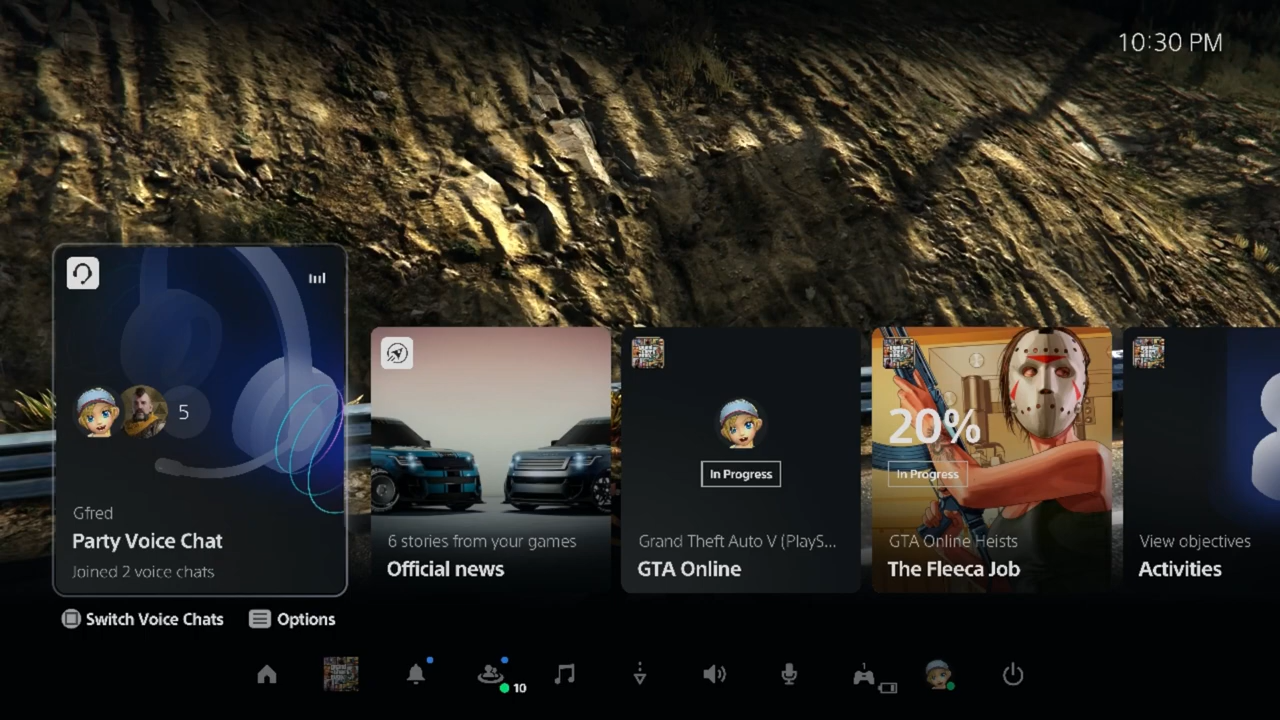 10:30 PM
5
Gfred
Party Voice Chat
Joined 2 voice chats
6 stories from your games
Official news
In Progress
Grand Theft Auto V (PlayS...
GTA Online
20%
In Progress
GTA Online Heists
The Fleeca Job
View objectives
Activities
Switch Voice Chats
Options
10
1